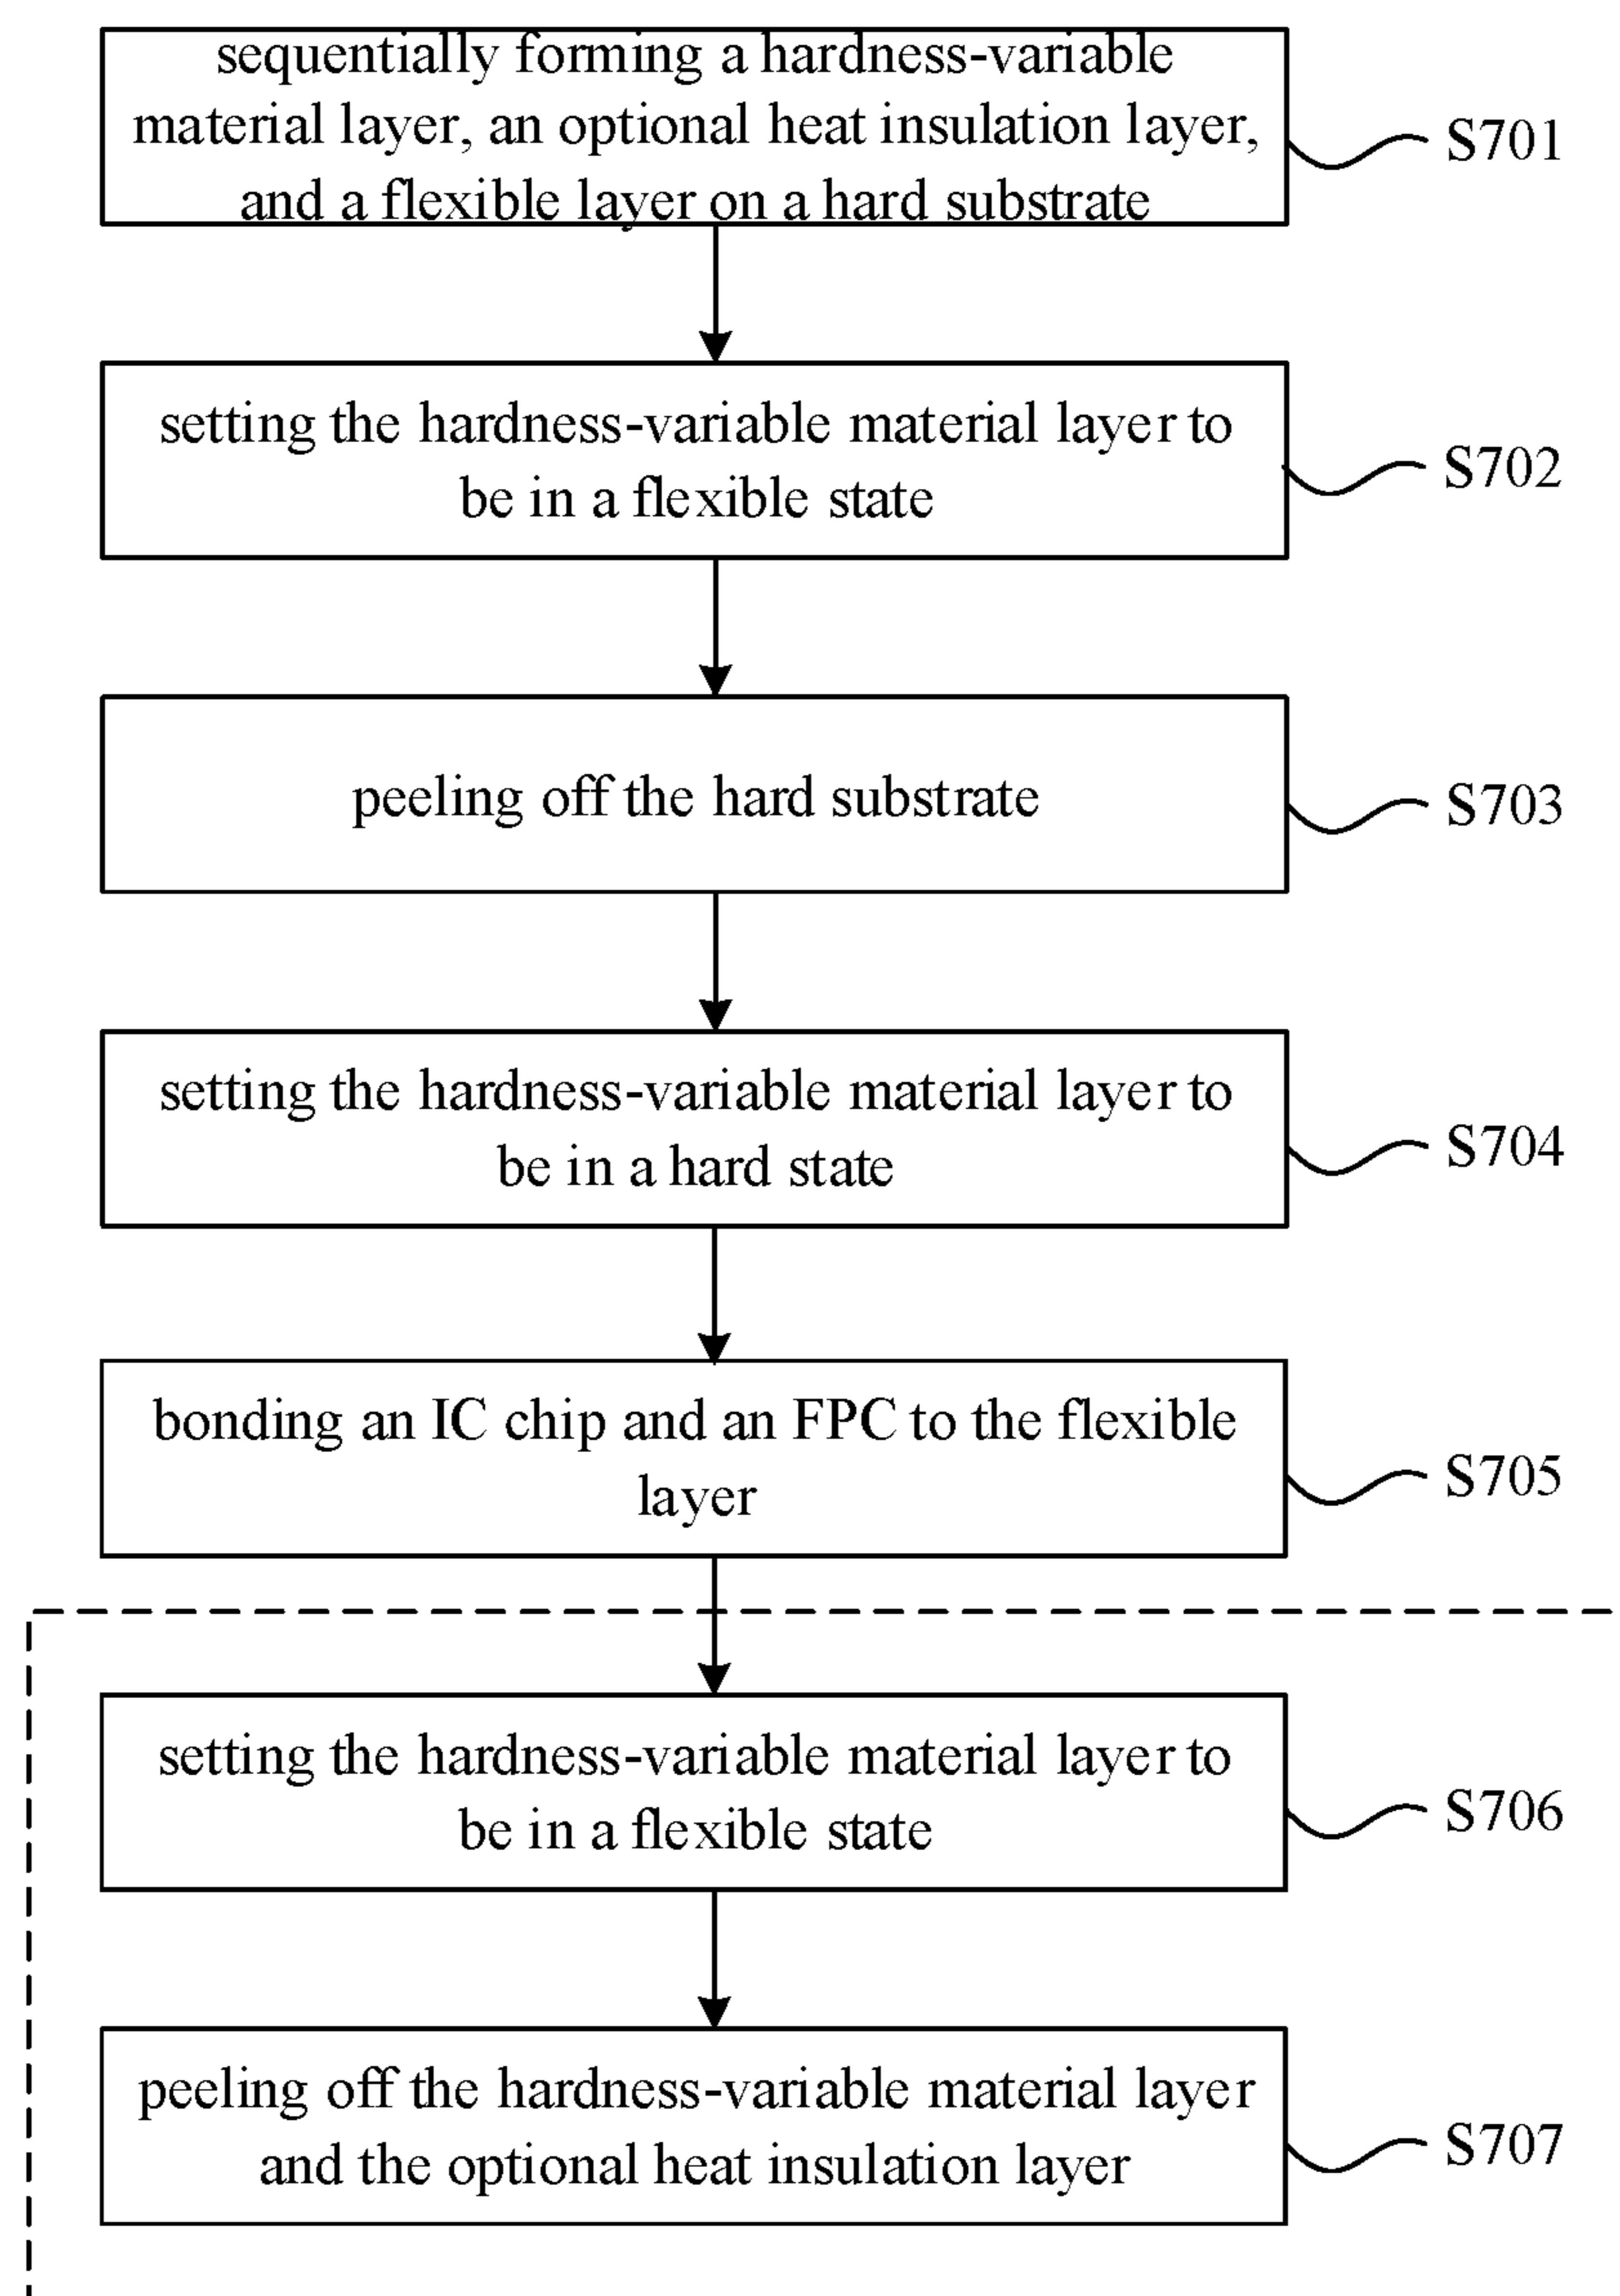 sequentially forming a hardness-variable
material layer, an optional heat insulation layer,
and a flexible layer on a hard substrate
S701
setting the hardness-variable material layer to
be in a flexible state
S702
peeling off the hard substrate
S703
setting the hardness-variable material layer to
be in a hard state
S704
bonding an IC chip and an FPC to the flexible
layer
S705
setting the hardness-variable material layer to
be in a flexible state
S706
peeling off the hardness-variable material layer
and the optional heat insulation layer
S707